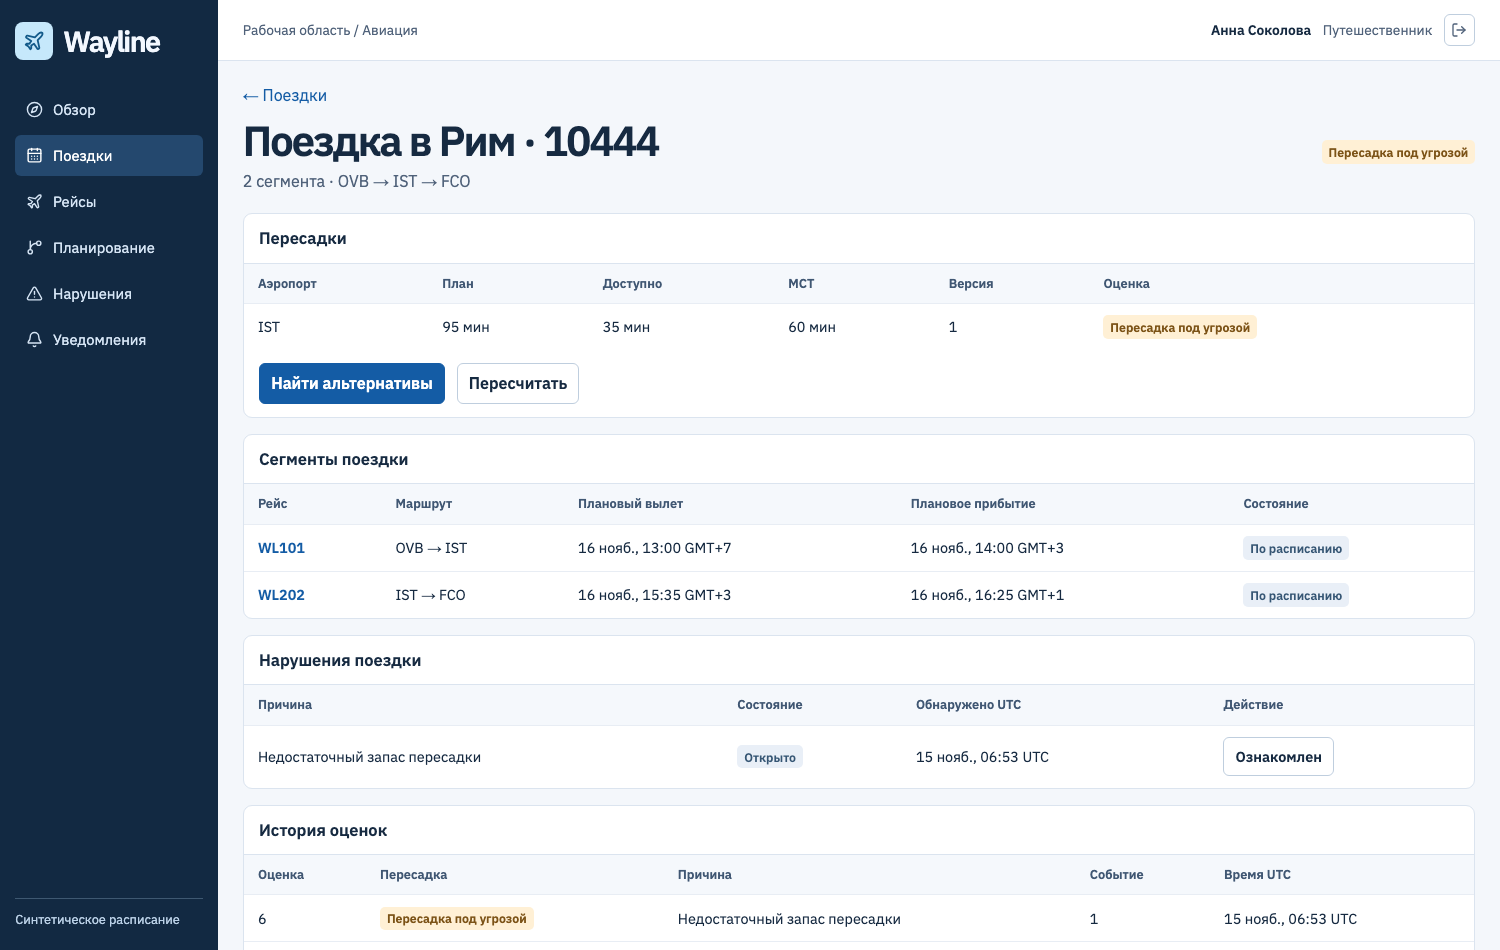 Wayline
Обзор
Поездки
Рейсы
Планирование
Нарушения
Уведомления
Синтетическое расписание
Рабочая область / Авиация
Анна Соколова Путешественник
← Поездки
Поездка в Рим · 10444
Пересадка под угрозой
2 сегмента · OVB → IST → FCO
Пересадки
Аэропорт План Доступно МСТ Версия Оценка
IST 95 мин 35 мин 60 мин 1 Пересадка под угрозой
Найти альтернативы Пересчитать
Сегменты поездки
Рейс Маршрут Плановый вылет Плановое прибытие Состояние
WL101 OVB → IST 16 нояб., 13:00 GMT+7 16 нояб., 14:00 GMT+3 По расписанию
WL202 IST → FCO 16 нояб., 15:35 GMT+3 16 нояб., 16:25 GMT+1 По расписанию
Нарушения поездки
Причина Состояние Обнаружено UTC Действие
Недостаточный запас пересадки Открыто 15 нояб., 06:53 UTC Ознакомлен
История оценок
Оценка Пересадка Причина Событие Время UTC
6 Пересадка под угрозой Недостаточный запас пересадки 1 15 нояб., 06:53 UTC